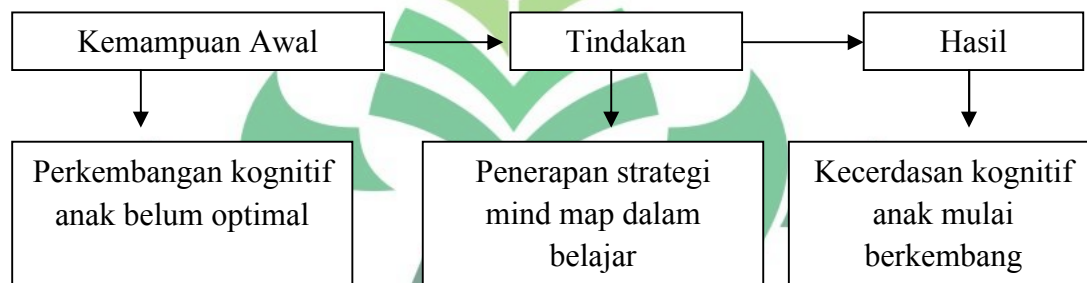 Kemampuan Awal
Tindakan
Hasil
Perkembangan kognitif
anak belum optimal
Penerapan strategi
mind map dalam
belajar
Kecerdasan kognitif
anak mulai
berkembang